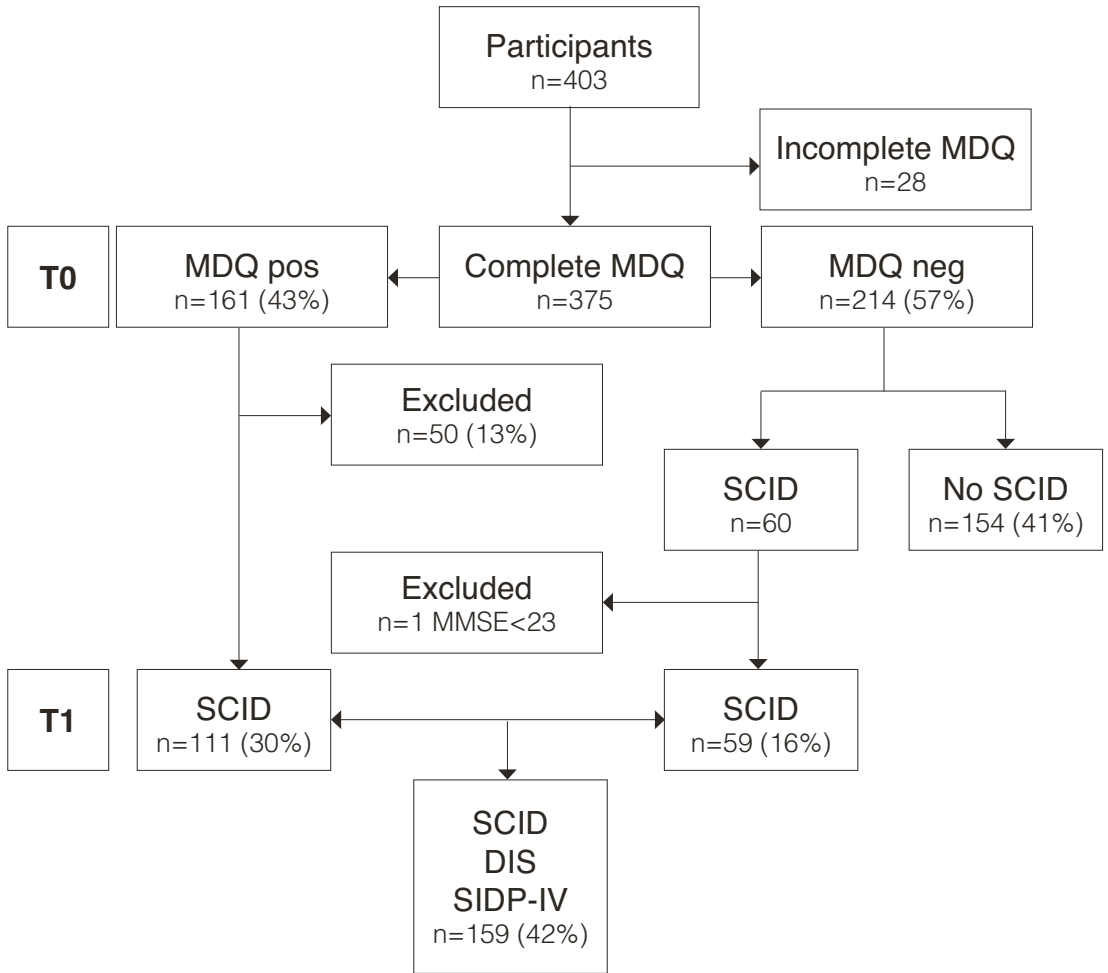 Participants
n=403
Incomplete MDQ
n=28
T0
MDQ pos
n=161 (43%)
Complete MDQ
n=375
MDQ neg
n=214 (57%)
Excluded
n=50 (13%)
SCID
n=60
No SCID
n=154 (41%)
Excluded
n=1 MMSE<23
T1
SCID
n=111 (30%)
SCID
n=59 (16%)
SCID
DIS
SIDP-IV
n=159 (42%)